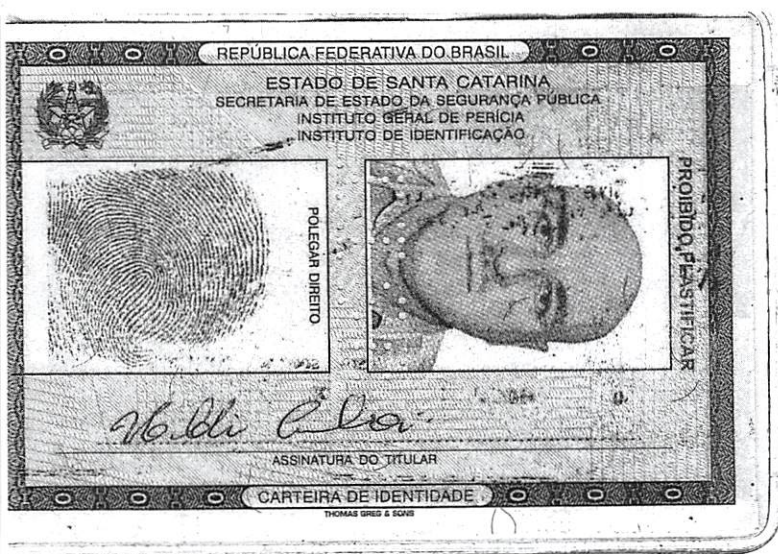 REPÚBLICA FEDERATIVA DO BRASIL
ESTADO DE SANTA CATARINA
SECRETARIA DE ESTADO DA SEGURANÇA PÚBLICA
INSTITUTO GERAL DE PERÍCIA
INSTITUTO DE IDENTIFICAÇÃO
POLEGAR DIREITO
PROIBIDO PLASTIFICAR
ASSINATURA DO TITULAR
CARTEIRA DE IDENTIDADE
THOMAS GREG & SONS